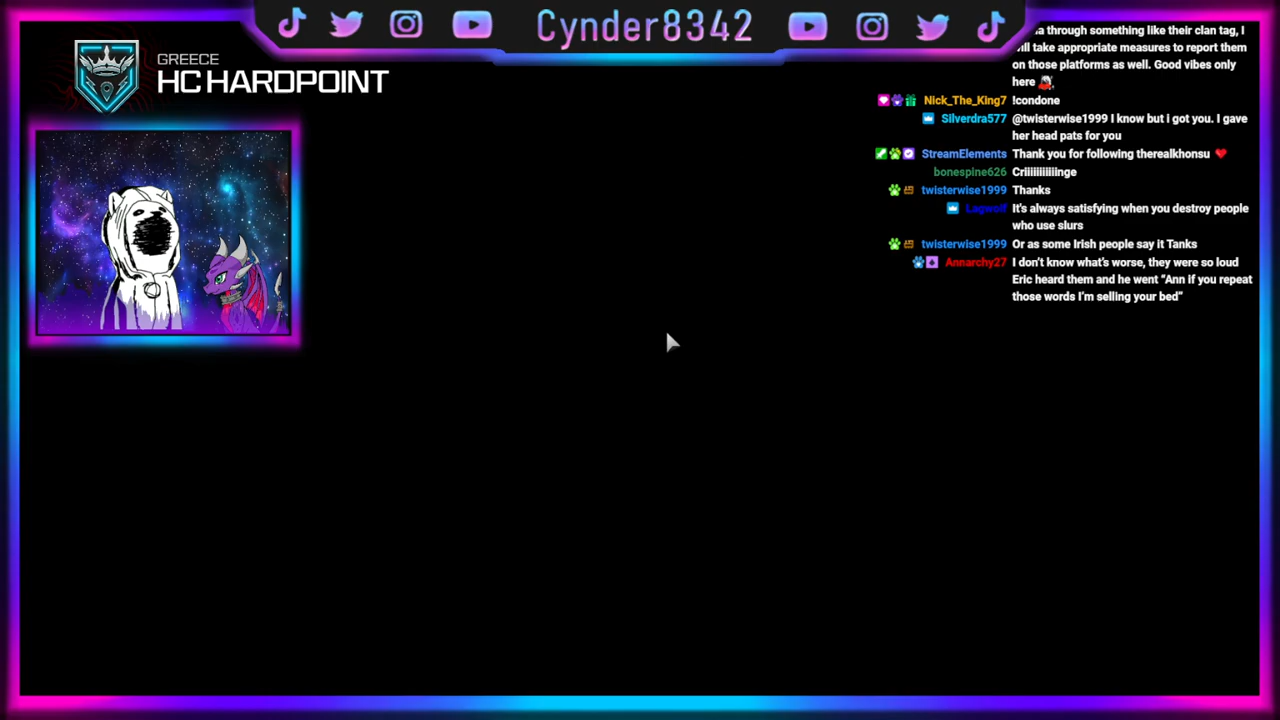 Cynder8342
GREECE
HC HARDPOINT
through something like their clan tag, I
will take appropriate measures to report them
on those platforms as well. Good vibes only
here
Nick_The_King7 !condone
Silverdra577 @twisterwise1999 I know but i got you. I gave
her head pats for you
StreamElements Thank you for following therealkhonsu
bonespine626 Criiiiiiiiiiinge
twisterwise1999 Thanks
Lagwolf It's always satisfying when you destroy people
who use slurs
twisterwise1999 Or as some Irish people say it Tanks
Annarchy27 I don't know what's worse, they were so loud
Eric heard them and he went “Ann if you repeat
those words I'm selling your bed”